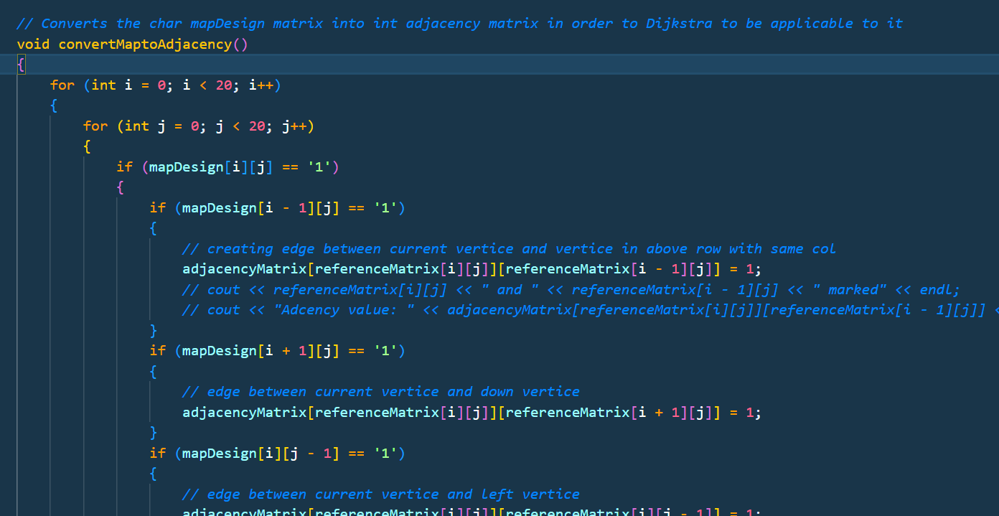 // Converts the char mapDesign matrix into int adjacency matrix in order to Dijkstra to be applicable to it
void convertMaptoAdjacency()
{
for (int i = 0; i < 20; i++)
{
for (int j = 0; j < 20; j++)
{
if (mapDesign[i][j] == '1')
{
if (mapDesign[i - 1][j] == '1')
{
// creating edge between current vertice and vertice in above row with same col
adjacencyMatrix[referenceMatrix[i][j]][referenceMatrix[i - 1][j]] = 1;
// cout << referenceMatrix[i][j] << " and " << referenceMatrix[i - 1][j] << " marked" << endl;
// cout << "Adcency value: " << adjacencyMatrix[referenceMatrix[i][j]][referenceMatrix[i - 1][j]] <
}
if (mapDesign[i + 1][j] == '1')
{
// edge between current vertice and down vertice
adjacencyMatrix[referenceMatrix[i][j]][referenceMatrix[i + 1][j]] = 1;
}
if (mapDesign[i][j - 1] == '1')
{
// edge between current vertice and left vertice
adjacencyMatrix[referenceMatrix[i][j]][referenceMatrix[i][j - 1]] = 1;